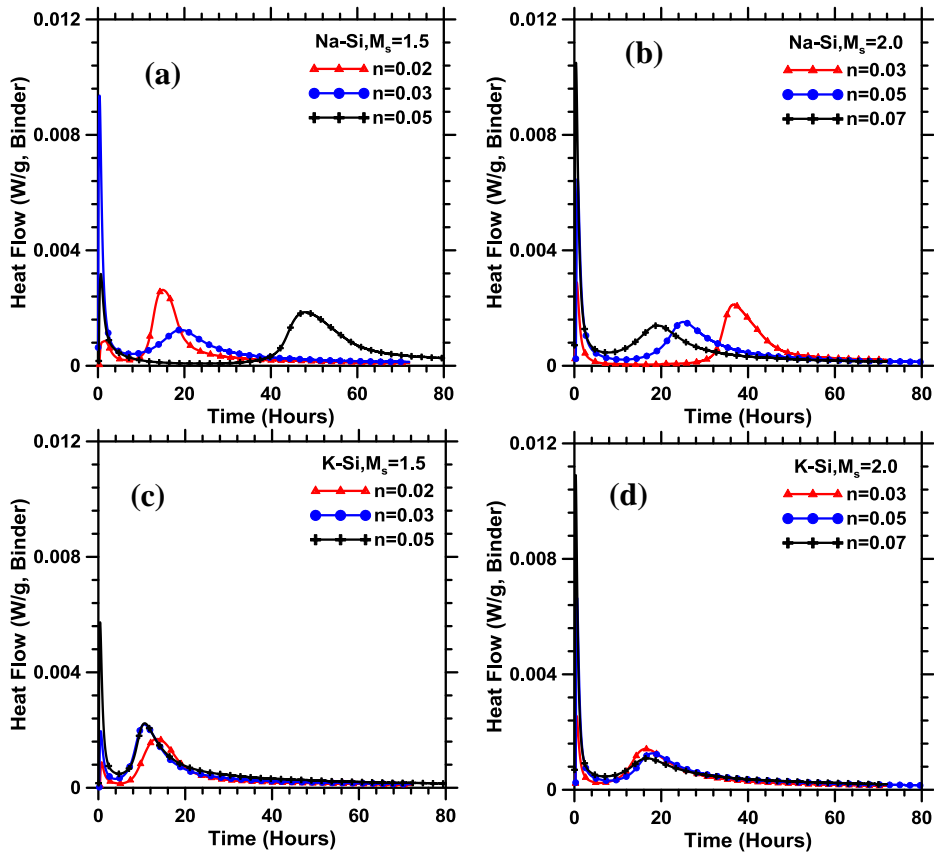 0.012
Na-Si,Ms=1.5
(a)
n=0.02
n=0.03
n=0.05
0.008
0.004
0
Heat Flow (W/g, Binder)
0 20 40 60 80
Time (Hours)
0.012
Na-Si,Ms=2.0
(b)
n=0.03
n=0.05
n=0.07
0.008
0.004
0
Heat Flow (W/g, Binder)
0 20 40 60 80
Time (Hours)
0.012
K-Si,Ms=1.5
(c)
n=0.02
n=0.03
n=0.05
0.008
0.004
0
Heat Flow (W/g, Binder)
0 20 40 60 80
Time (Hours)
0.012
K-Si,Ms=2.0
(d)
n=0.03
n=0.05
n=0.07
0.008
0.004
0
Heat Flow (W/g, Binder)
0 20 40 60 80
Time (Hours)